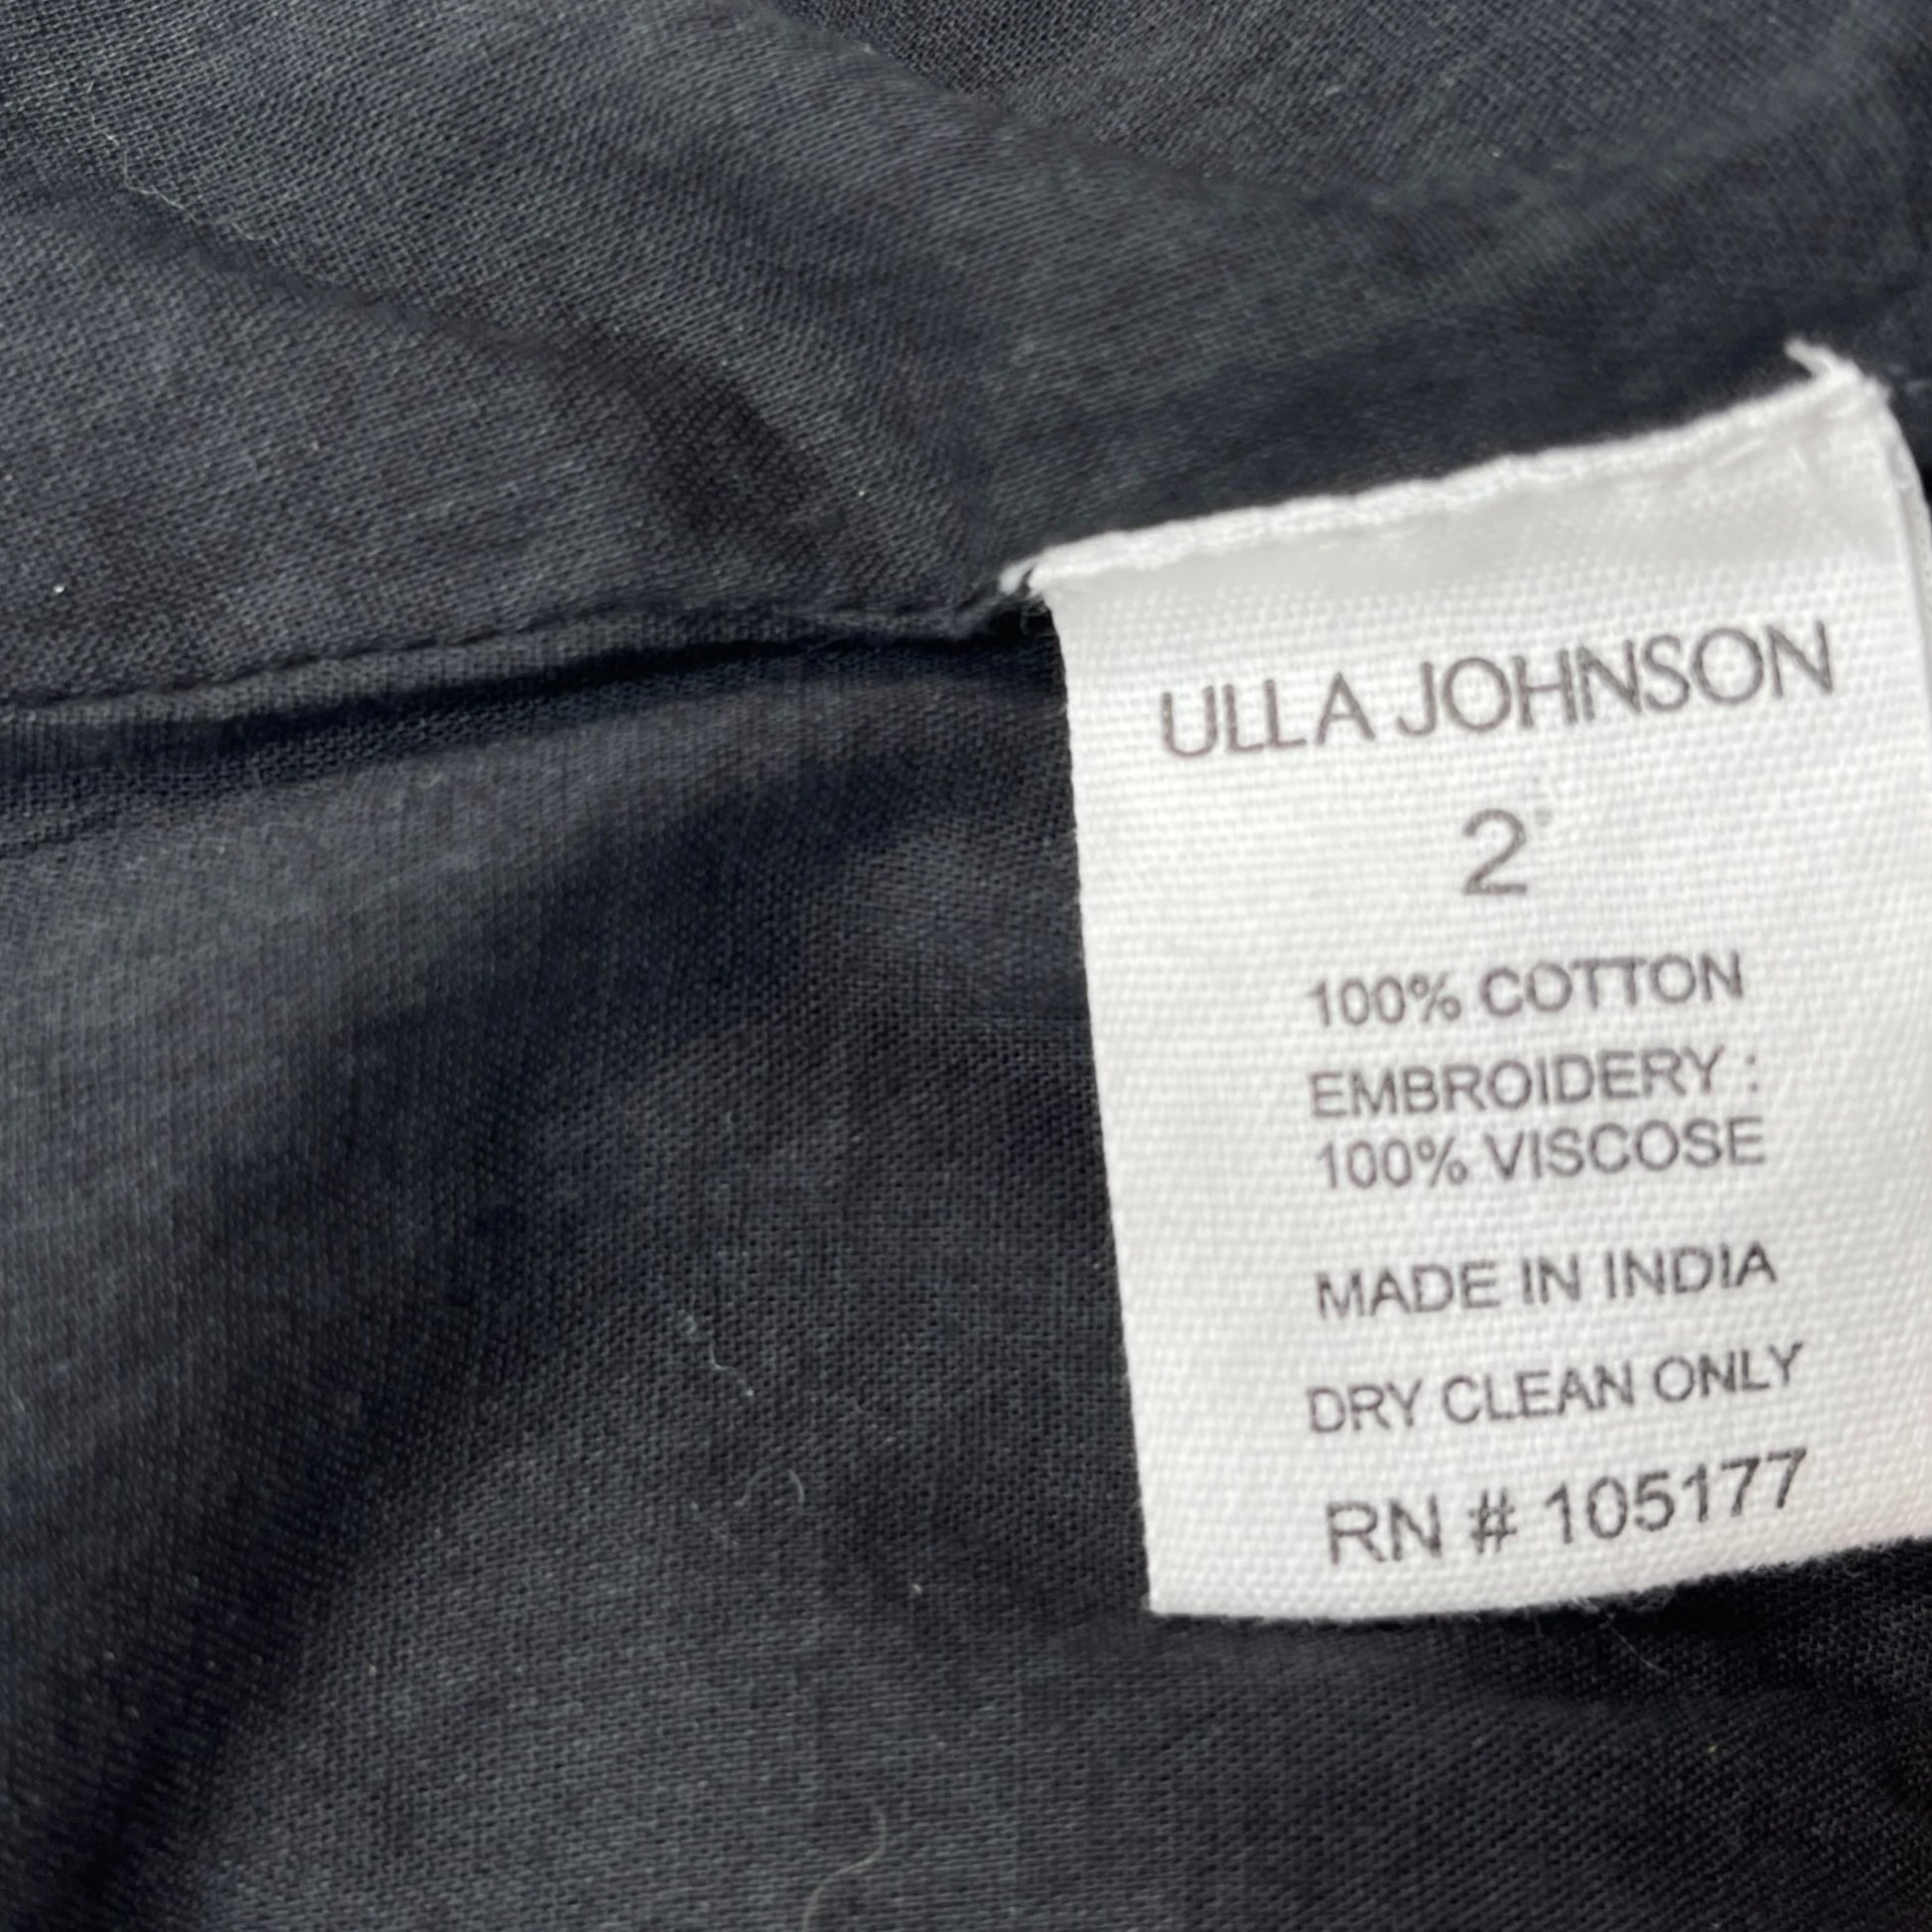 ULLA JOHNSON
2
100% COTTON
EMBROIDERY :
100% VISCOSE
MADE IN INDIA
DRY CLEAN ONLY
RN # 105177